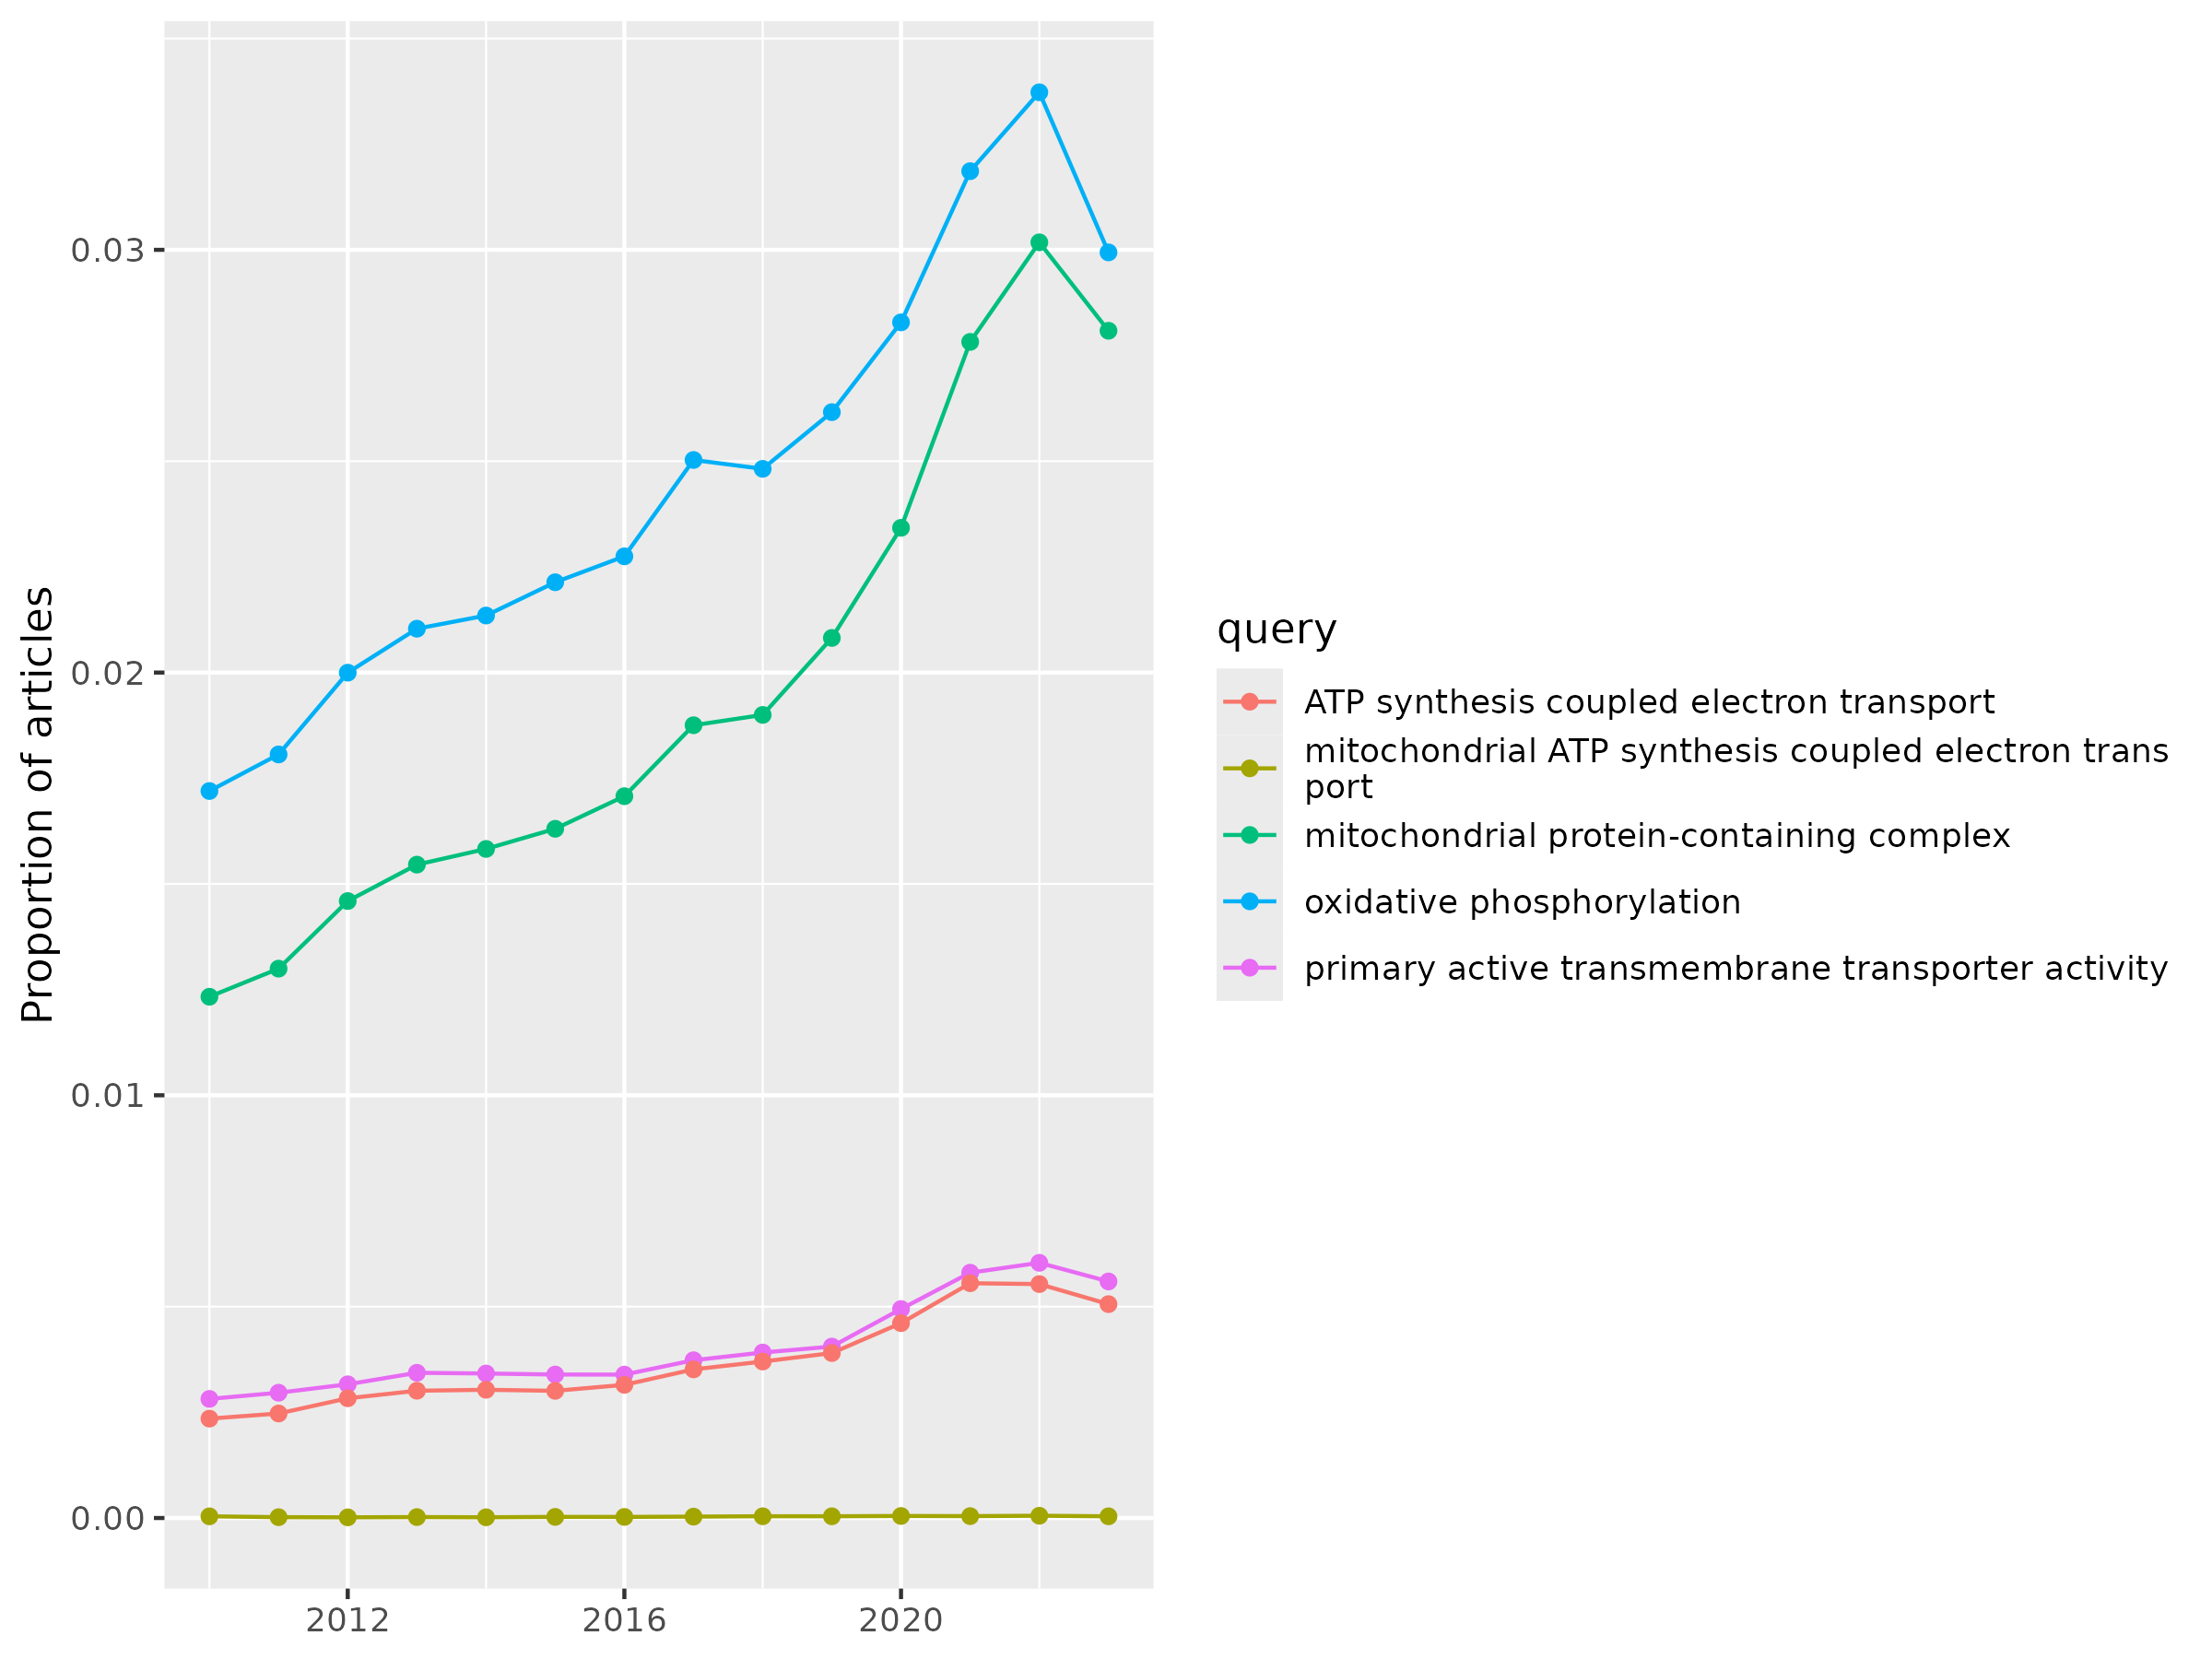 Proportion of articles
0.03
0.02
0.01
0.00
2012
2016
2020
query
ATP synthesis coupled electron transport
mitochondrial ATP synthesis coupled electron trans
port
mitochondrial protein-containing complex
oxidative phosphorylation
primary active transmembrane transporter activity